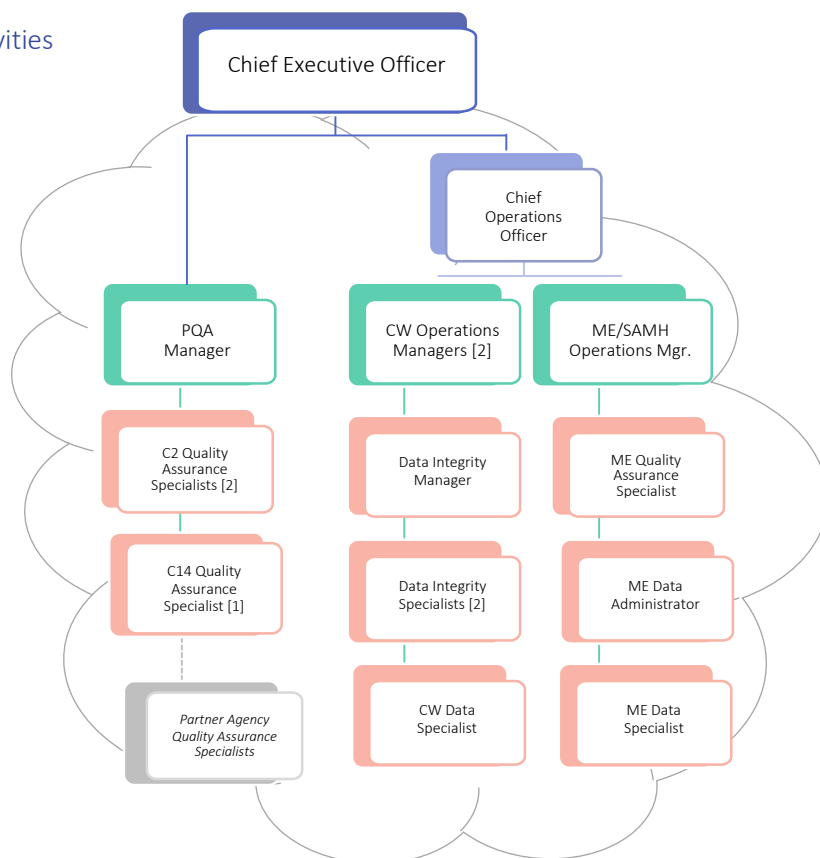 Chief Executive Officer
Chief
Operations
Officer
PQA
Manager
CW Operations
Managers [2]
ME/SAMH
Operations Mgr.
C2 Quality
Assurance
Specialists [2]
Data Integrity
Manager
ME Quality
Assurance
Specialist
C14 Quality
Assurance
Specialist [1]
Data Integrity
Specialists [2]
ME Data
Administrator
Partner Agency
Quality Assurance
Specialists
CW Data
Specialist
ME Data
Specialist